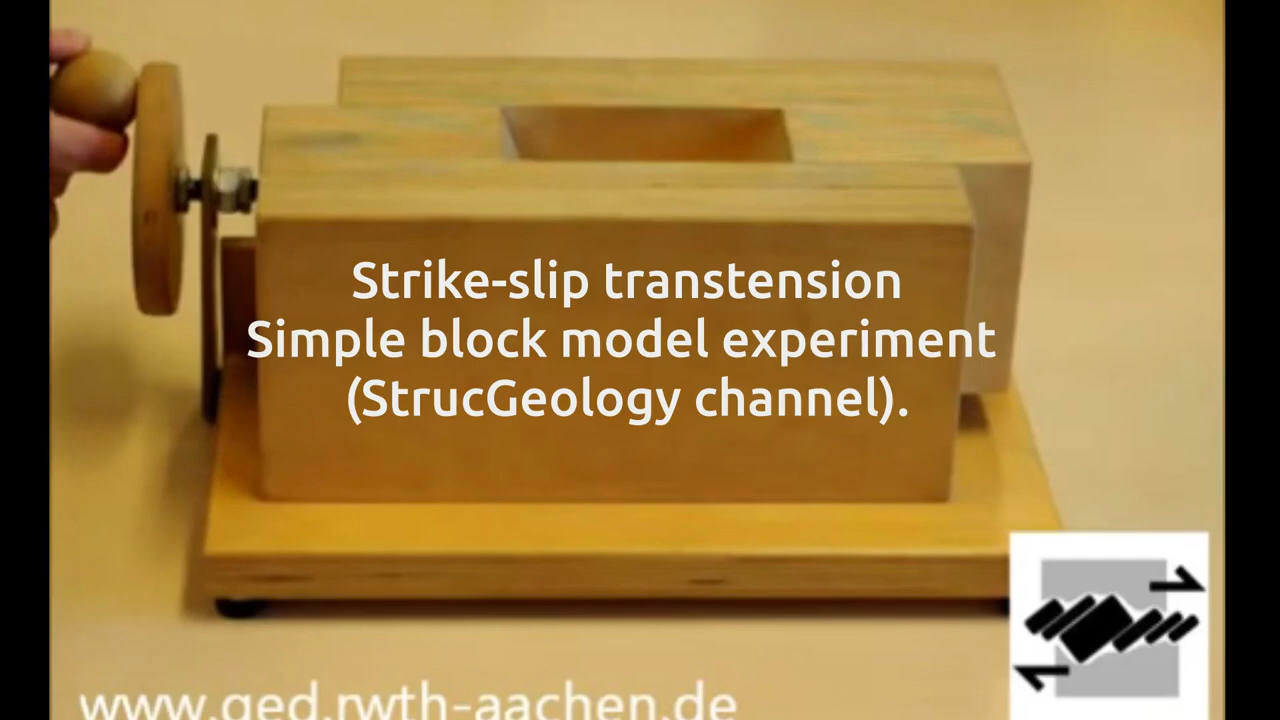 Strike-slip transtension
Simple block model experiment
(StrucGeology channel).
www.ged.rwth-aachen.de